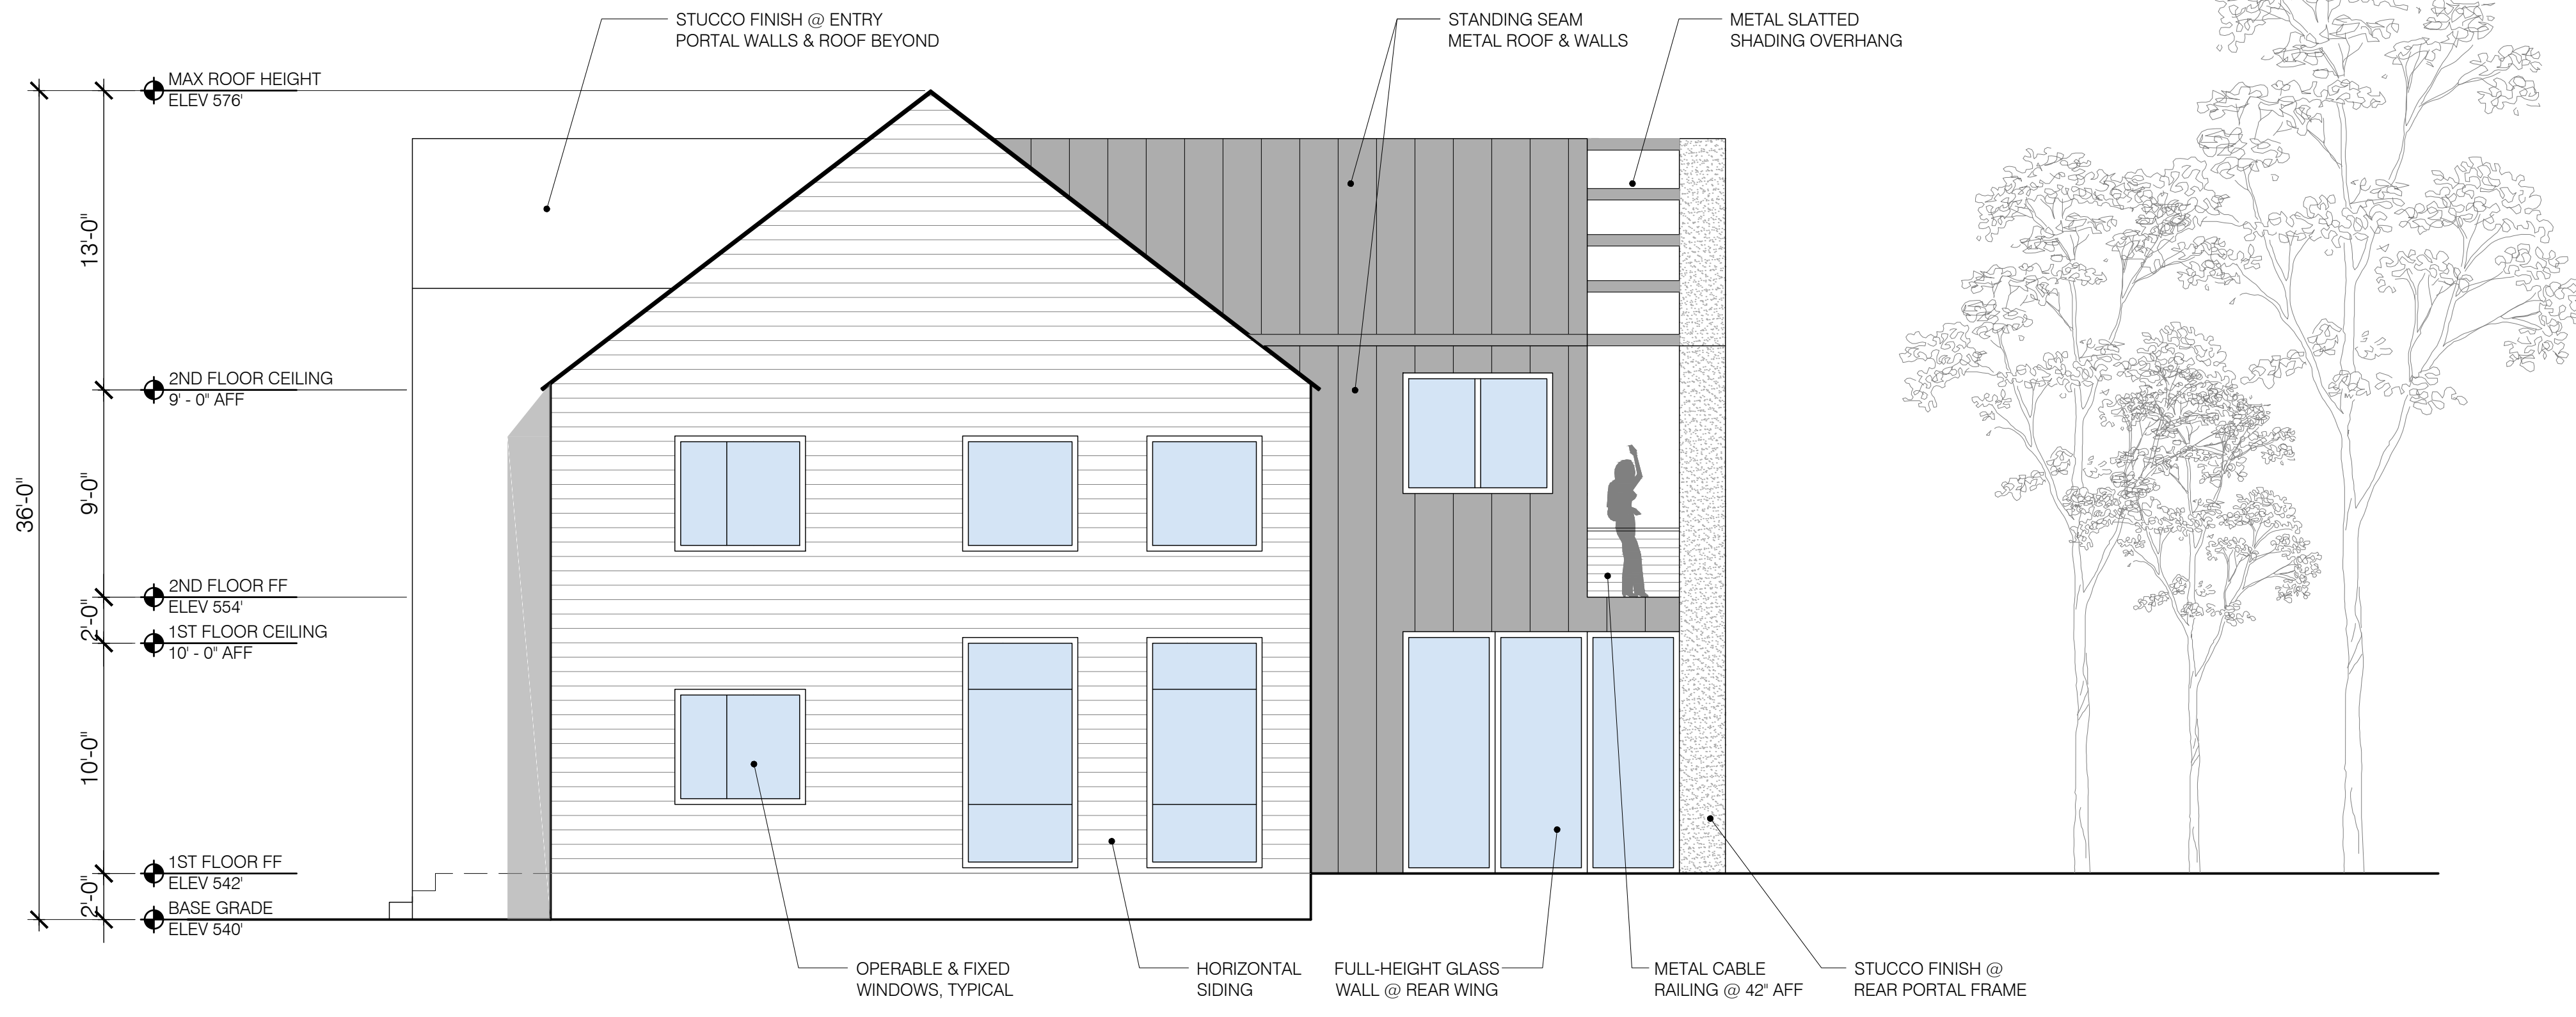 STUCCO FINISH @ ENTRY
PORTAL WALLS & ROOF BEYOND
STANDING SEAM
METAL ROOF & WALLS
METAL SLATTED
SHADING OVERHANG
MAX ROOF HEIGHT
ELEV 576'
13'-0"
2ND FLOOR CEILING
9' - 0" AFF
36'-0"
9'-0"
2ND FLOOR FF
ELEV 554'
2'-0"
1ST FLOOR CEILING
10' - 0" AFF
10'-0"
1ST FLOOR FF
ELEV 542'
2'-0"
BASE GRADE
ELEV 540'
OPERABLE & FIXED
WINDOWS, TYPICAL
HORIZONTAL
SIDING
FULL-HEIGHT GLASS
WALL @ REAR WING
METAL CABLE
RAILING @ 42" AFF
STUCCO FINISH @
REAR PORTAL FRAME